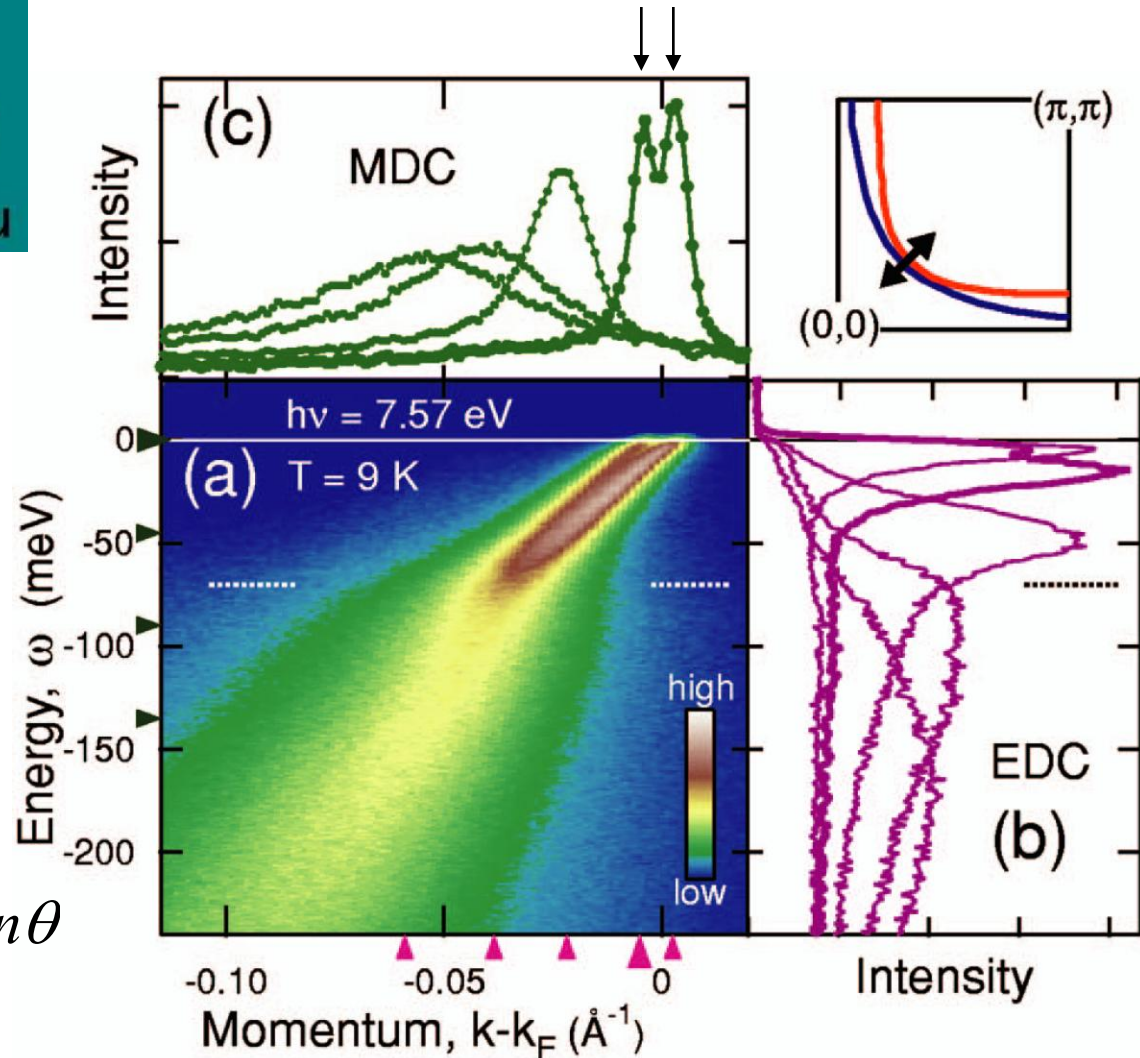 u
(c)
MDC
Intensity
(π,π)
(0,0)
hν = 7.57 eV
(a)
T = 9 K
0
-50
-100
-150
-200
Energy, ω (meV)
high
low
EDC
(b)
nθ
-0.10
-0.05
0
Momentum, k-k_F (Å⁻¹)
Intensity